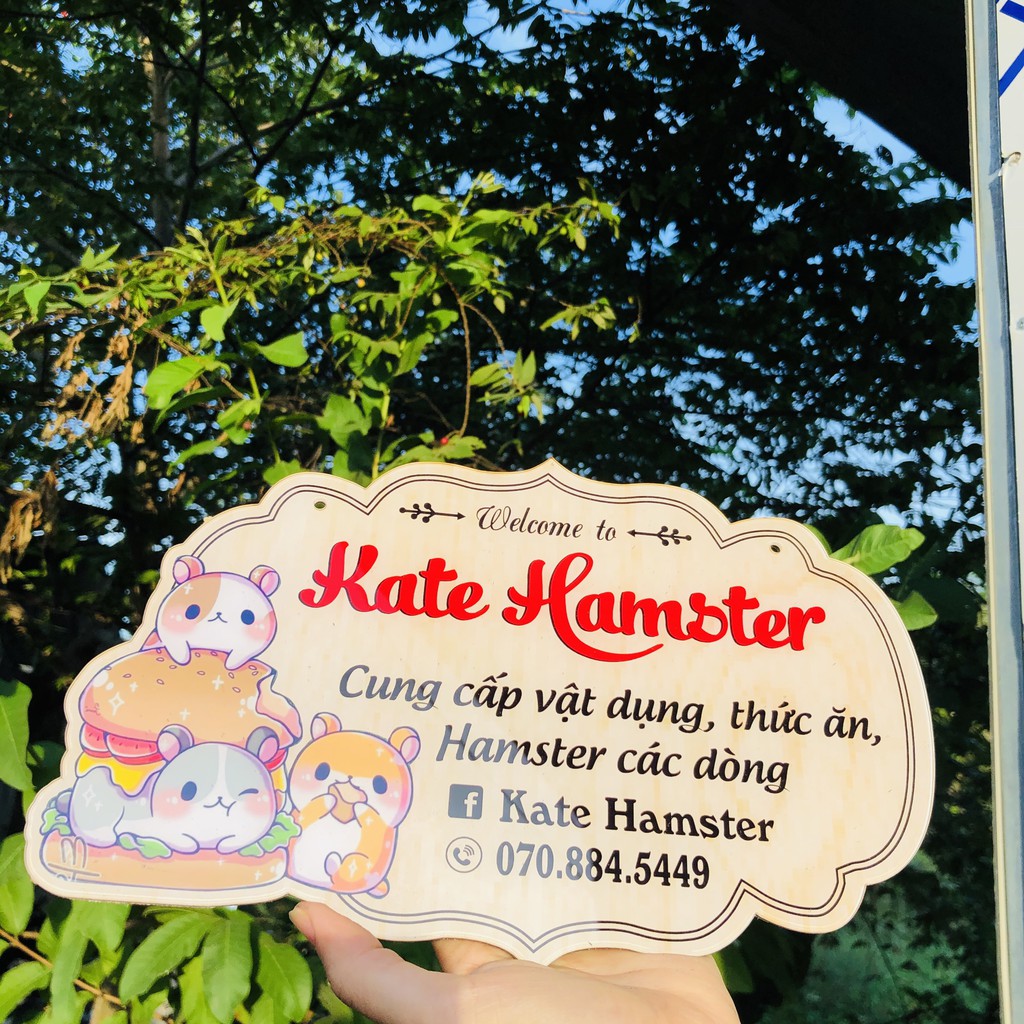 Welcome to
Kate Hamster
Cung cấp vật dụng, thức ăn,
Hamster các dòng
Kate Hamster
070.884.5449